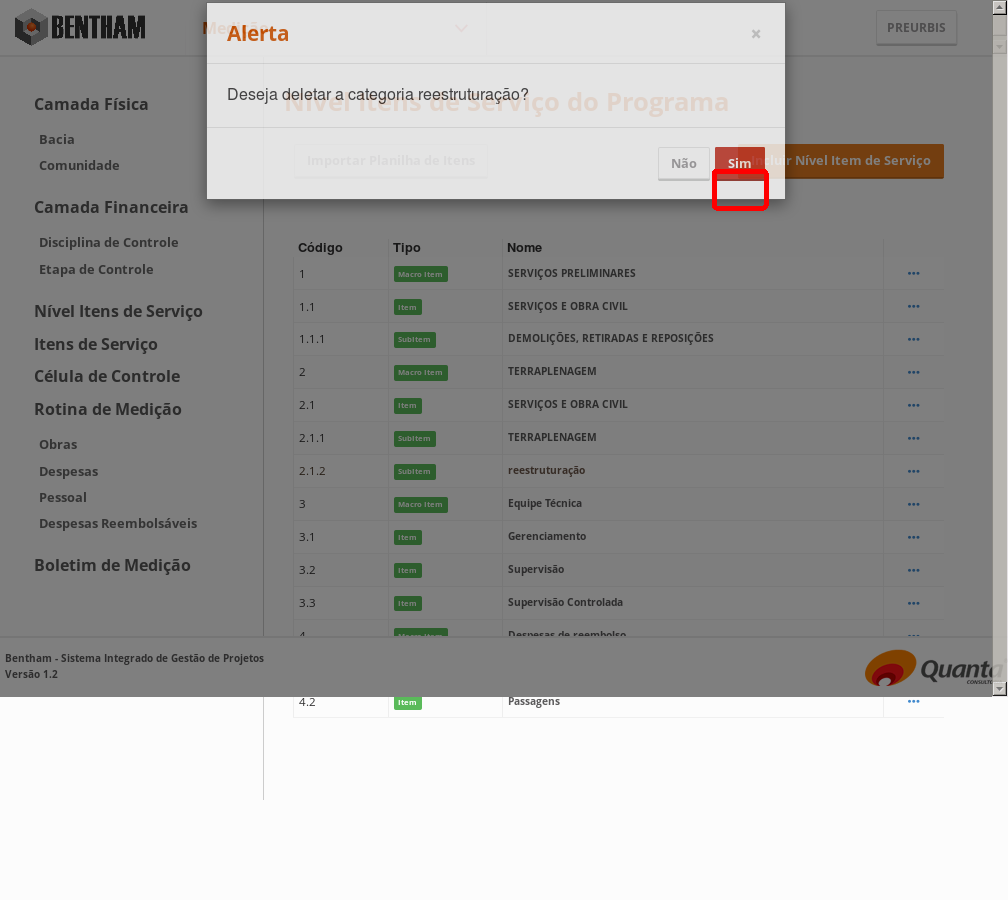 BENTHAM
Medição
PREURBIS
Alerta
×
Deseja deletar a categoria reestruturação?
Não
Sim
Nível Itens de Serviço do Programa
Importar Planilha de Itens
Incluir Nível Item de Serviço
Camada Física
Bacia
Comunidade
Camada Financeira
Disciplina de Controle
Etapa de Controle
Nível Itens de Serviço
Itens de Serviço
Célula de Controle
Rotina de Medição
Obras
Despesas
Pessoal
Despesas Reembolsáveis
Boletim de Medição
Código Tipo Nome
1 Macro Item SERVIÇOS PRELIMINARES
1.1 Item SERVIÇOS E OBRA CIVIL
1.1.1 SubItem DEMOLIÇÕES, RETIRADAS E REPOSIÇÕES
2 Macro Item TERRAPLENAGEM
2.1 Item SERVIÇOS E OBRA CIVIL
2.1.1 SubItem TERRAPLENAGEM
2.1.2 SubItem reestruturação
3 Macro Item Equipe Técnica
3.1 Item Gerenciamento
3.2 Item Supervisão
3.3 Item Supervisão Controlada
4 Macro Item Despesas de reembolso
Bentham - Sistema Integrado de Gestão de Projetos
Versão 1.2
Quanta
4.2 Item Passagens